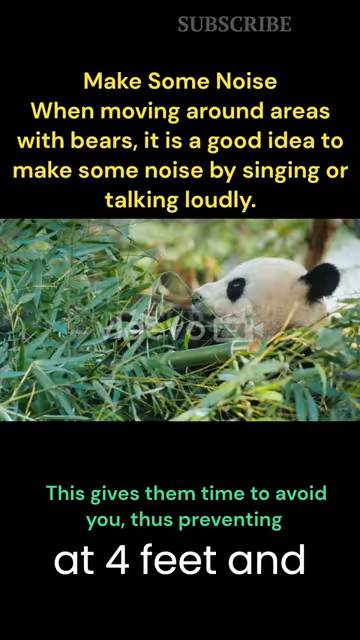 SUBSCRIBE
Make Some Noise
When moving around areas
with bears, it is a good idea to
make some noise by singing or
talking loudly.
This gives them time to avoid
you, thus preventing
at 4 feet and